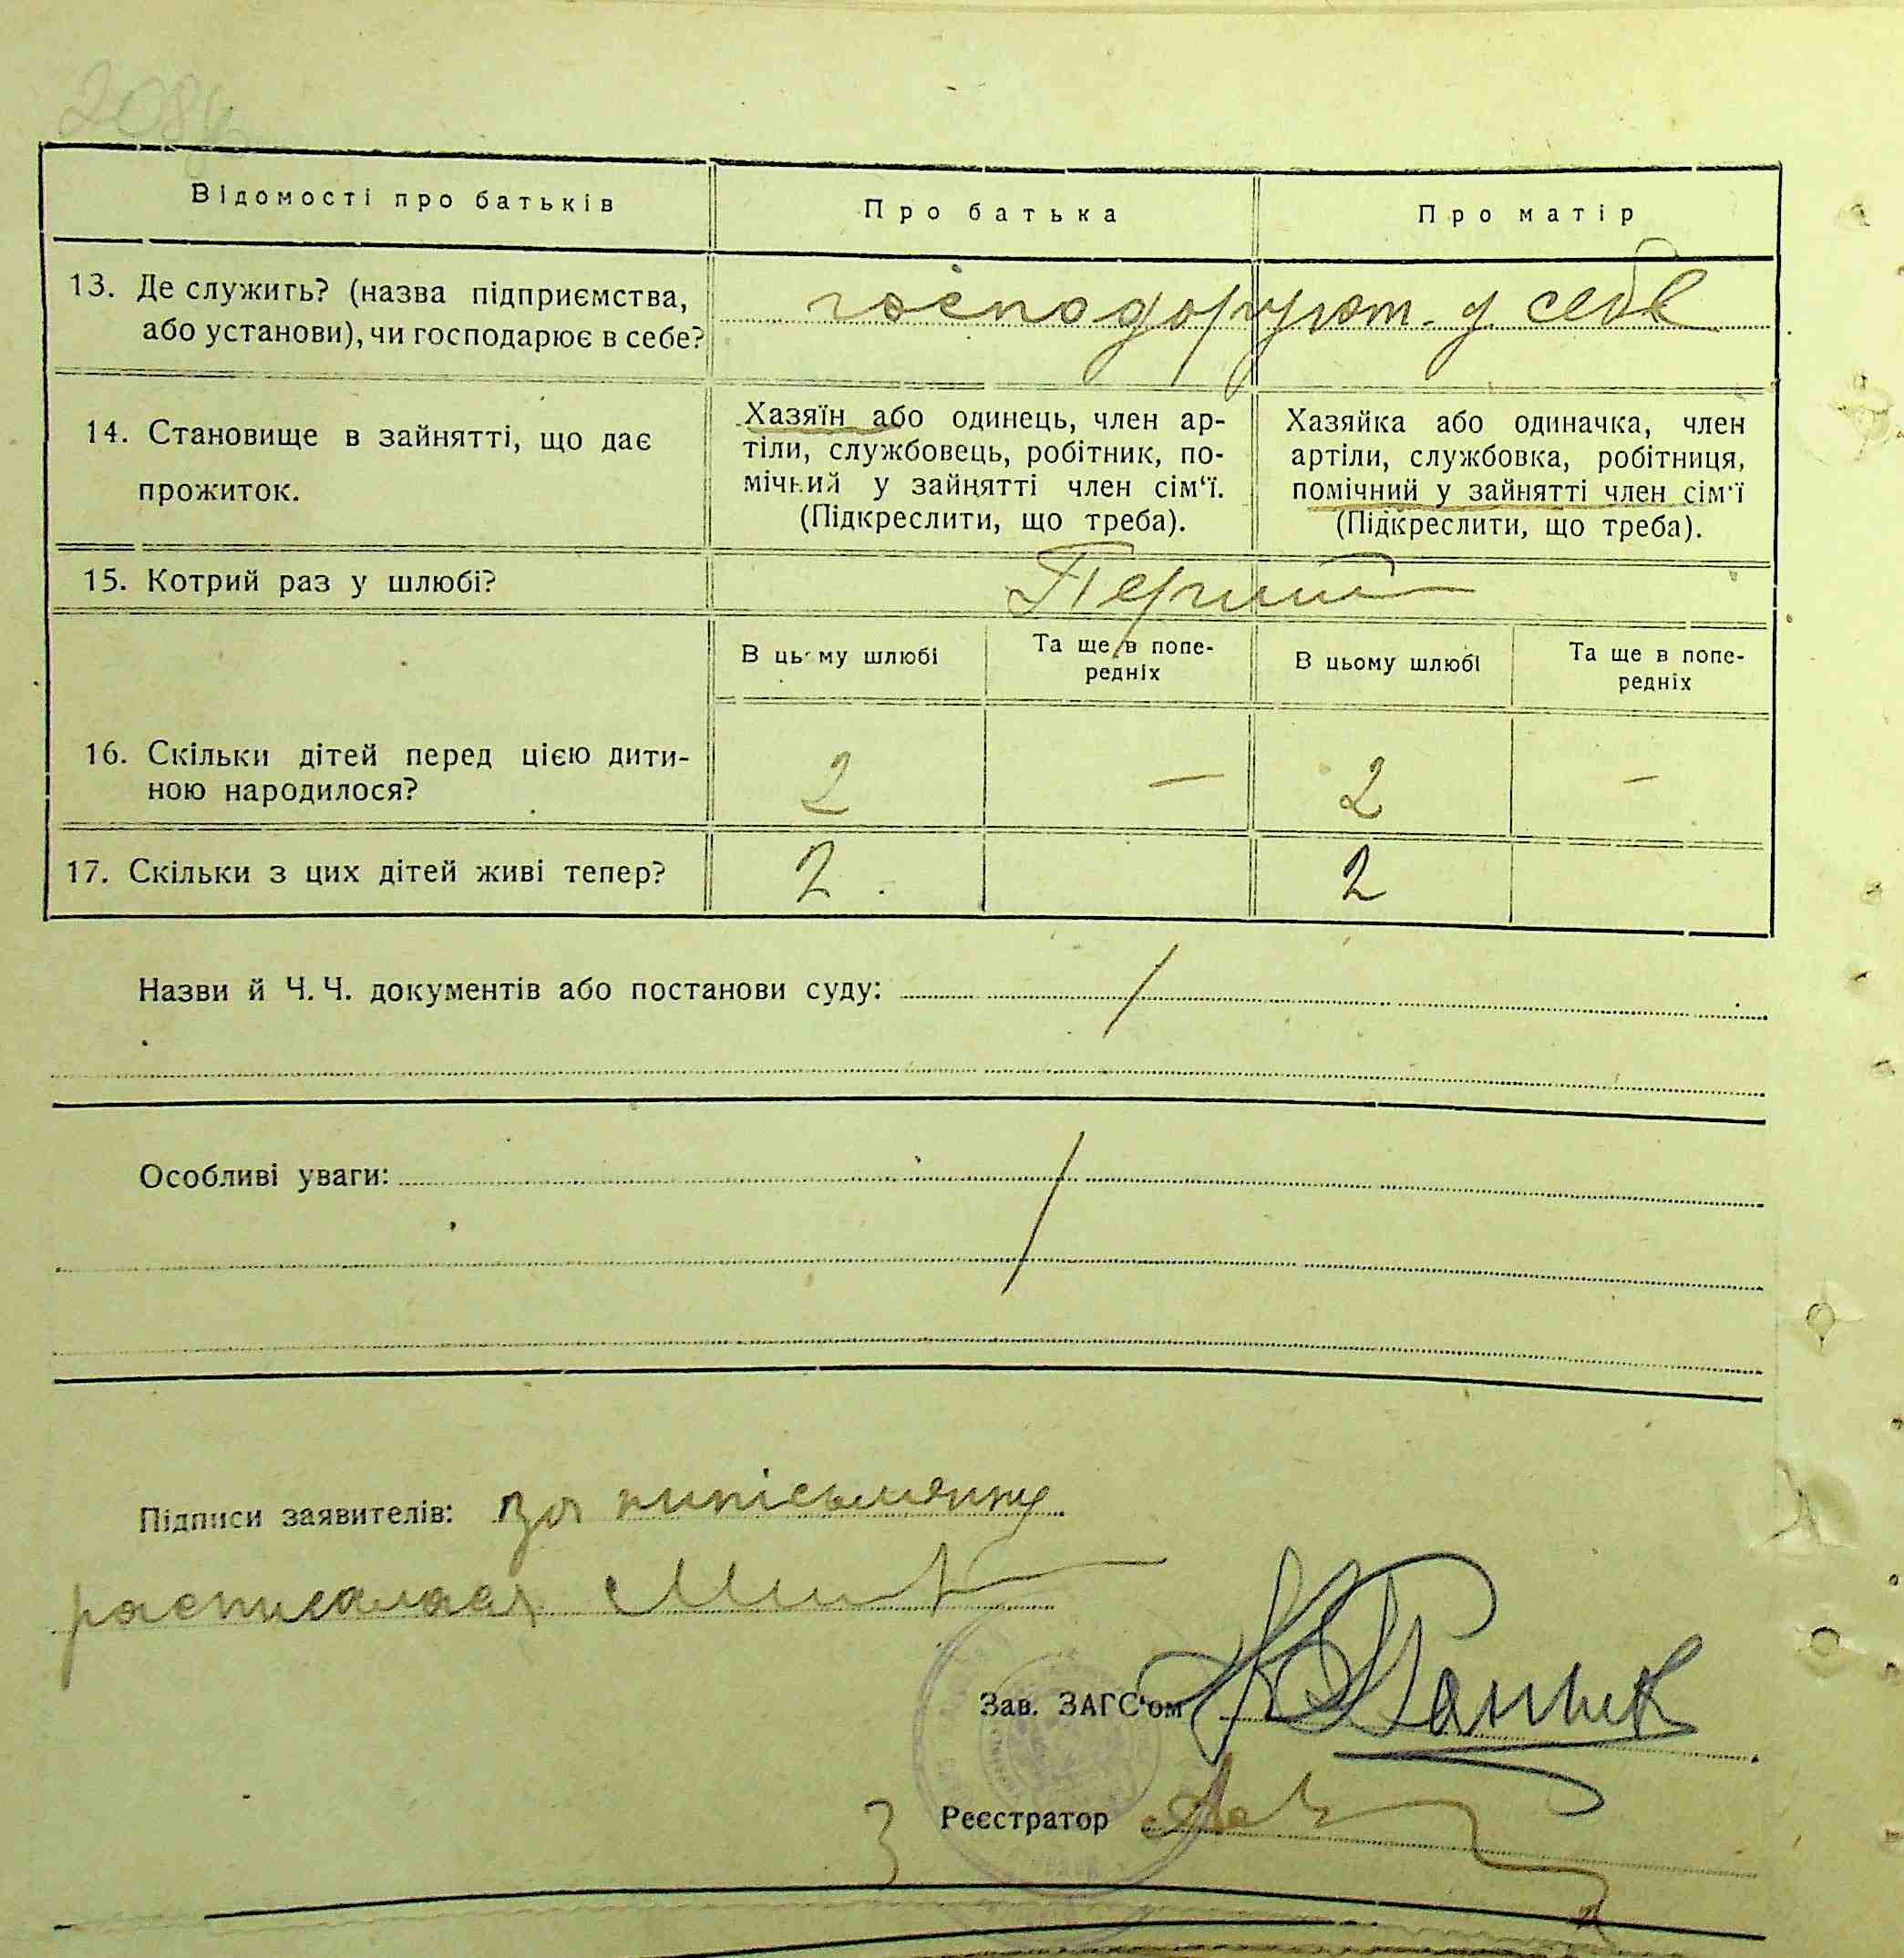 Відомості про батьків
Про батька
Про матір
13. Де служить? (назва підприємства,
або установи), чи господарює в себе?
господоруют у себе
14. Становище в зайнятті, що дає
прожиток.
Хазяїн або одинець, член ар-
тіли, службовець, робітник, по-
мічний у зайнятті член сім‘ї.
(Підкреслити, що треба).
Хазяйка або одиначка, член
артіли, службовка, робітниця,
помічний у зайнятті член сім‘ї
(Підкреслити, що треба).
15. Котрий раз у шлюбі?
Перший
В цьому шлюбі
Та ще в попе-
редніх
В цьому шлюбі
Та ще в попе-
редніх
16. Скільки дітей перед цією дити-
ною народилося?
2 — 2 —
17. Скільки з цих дітей живі тепер?
2 2
Назви й Ч. Ч. документів або постанови суду:
Особливі уваги:
Підписи заявителів: за
расписалася
Зав. ЗАГС‘ом
Реєстратор